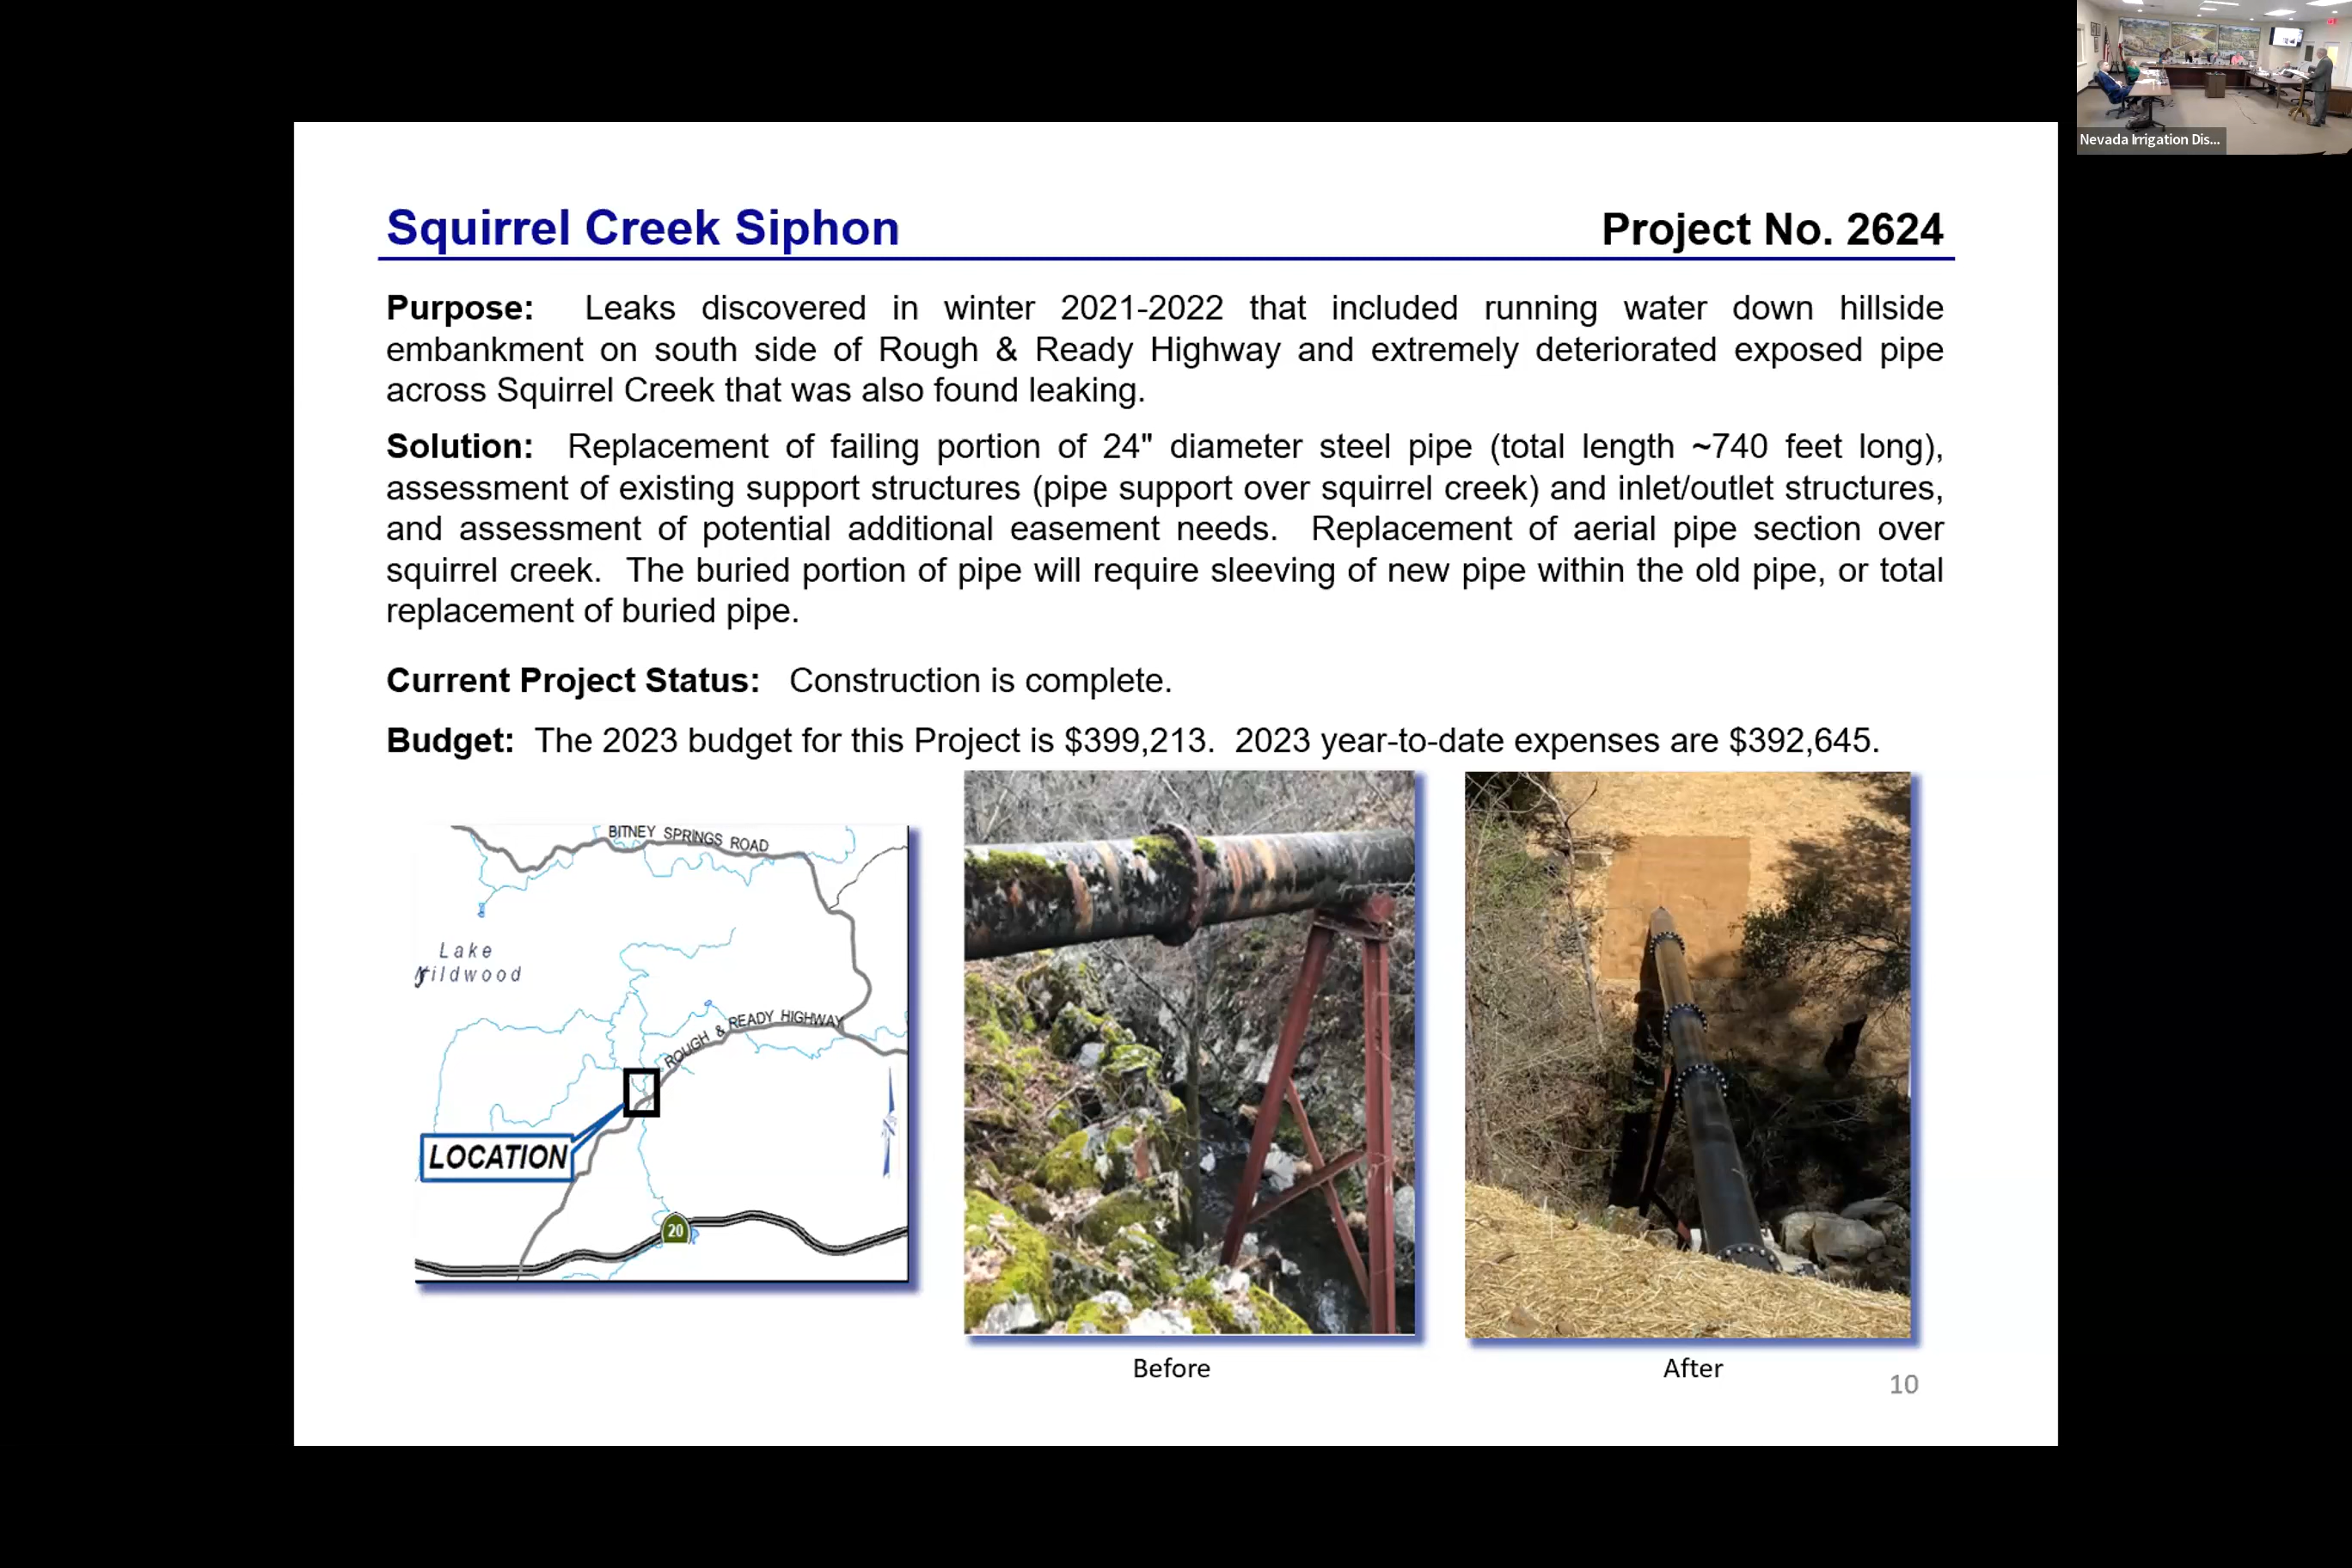 Nevada Irrigation Dis...
Squirrel Creek Siphon
Project No. 2624
Purpose: Leaks discovered in winter 2021-2022 that included running water down hillside
embankment on south side of Rough & Ready Highway and extremely deteriorated exposed pipe
across Squirrel Creek that was also found leaking.
Solution: Replacement of failing portion of 24" diameter steel pipe (total length ~740 feet long),
assessment of existing support structures (pipe support over squirrel creek) and inlet/outlet structures,
and assessment of potential additional easement needs. Replacement of aerial pipe section over
squirrel creek. The buried portion of pipe will require sleeving of new pipe within the old pipe, or total
replacement of buried pipe.
Current Project Status: Construction is complete.
Budget: The 2023 budget for this Project is $399,213. 2023 year-to-date expenses are $392,645.
BITNEY SPRINGS ROAD
Lake
Wildwood
ROUGH & READY HIGHWAY
LOCATION
20
N
Before
After
10